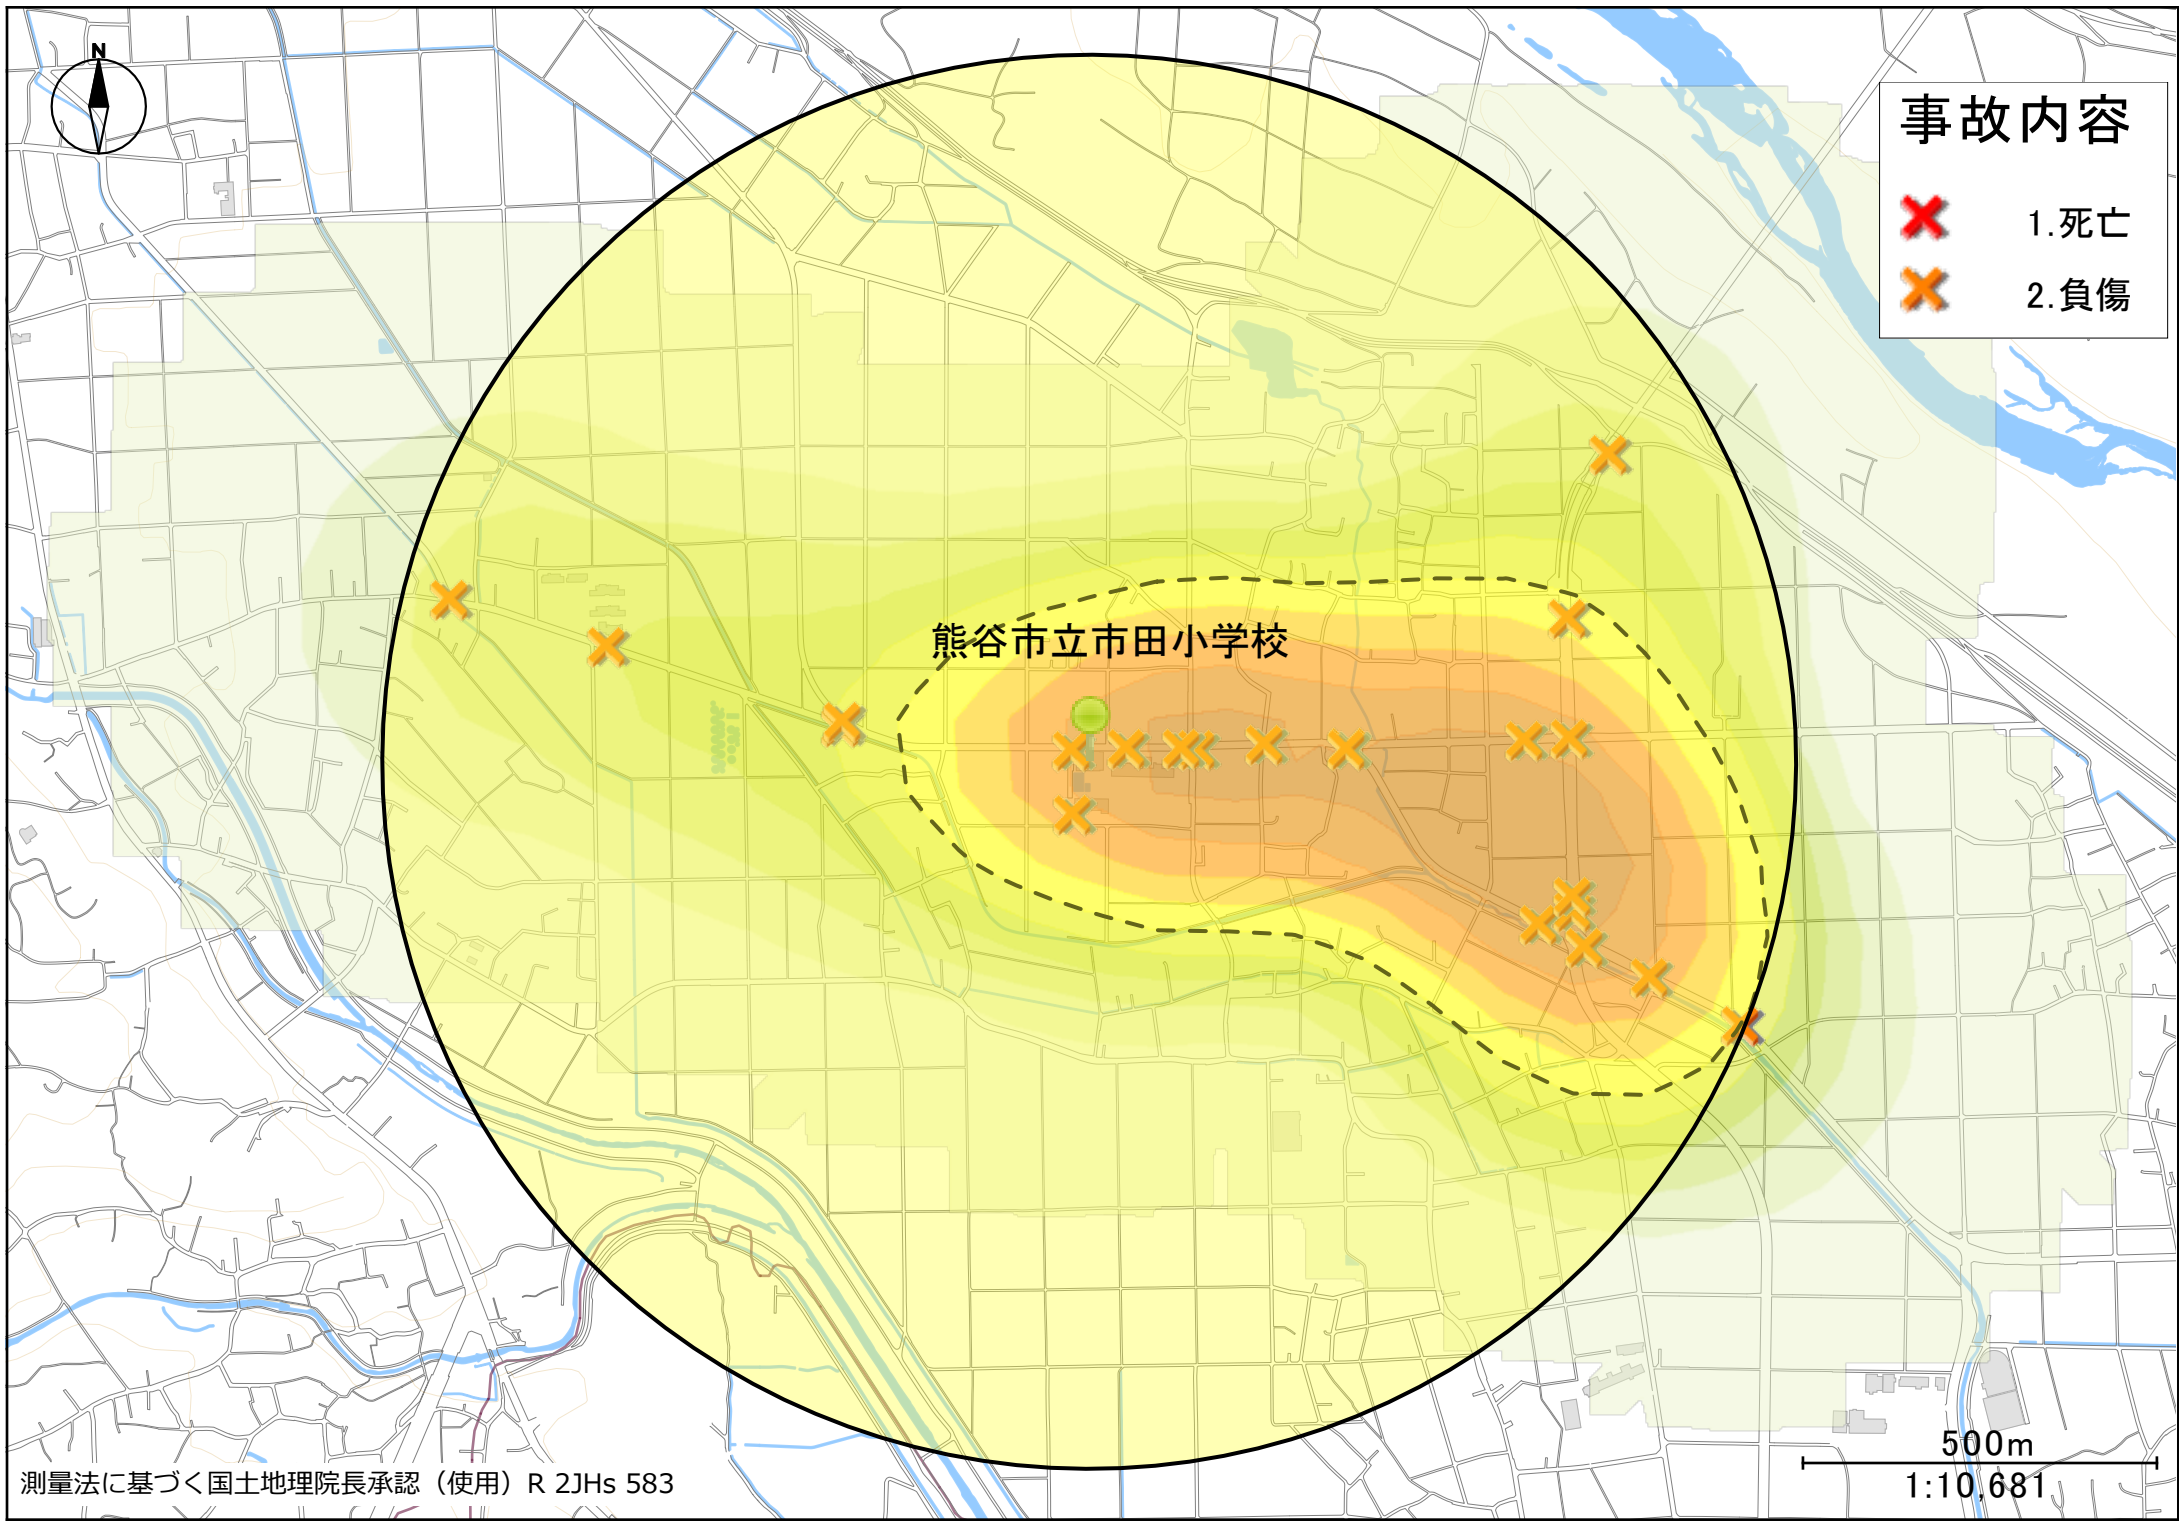 N
事故内容
1.死亡
2.負傷
熊谷市立市田小学校
500m
1:10,681
測量法に基づく国土地理院長承認（使用）R 2JHs 583